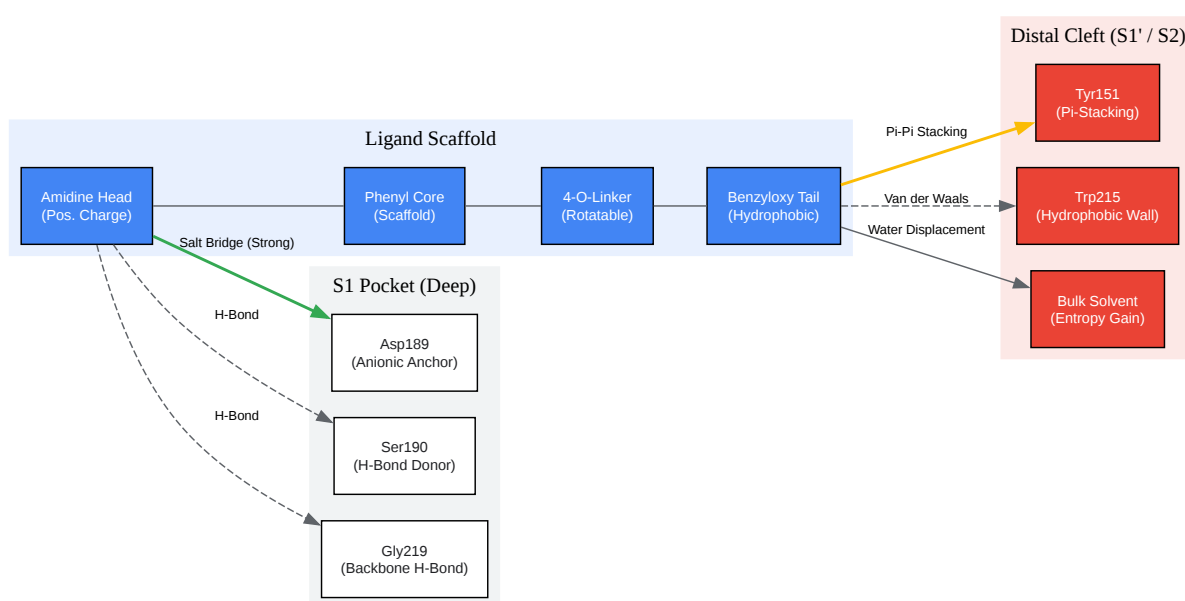 Distal Cleft (S1' / S2)
Tyr151
(Pi-Stacking)
Pi-Pi Stacking
Ligand Scaffold
Amidine Head
(Pos. Charge)
Phenyl Core
(Scaffold)
4-O-Linker
(Rotatable)
Benzyloxy Tail
(Hydrophobic)
Van der Waals
Trp215
(Hydrophobic Wall)
Water Displacement
Salt Bridge (Strong)
S1 Pocket (Deep)
Bulk Solvent
(Entropy Gain)
H-Bond
Asp189
(Anionic Anchor)
H-Bond
Ser190
(H-Bond Donor)
Gly219
(Backbone H-Bond)